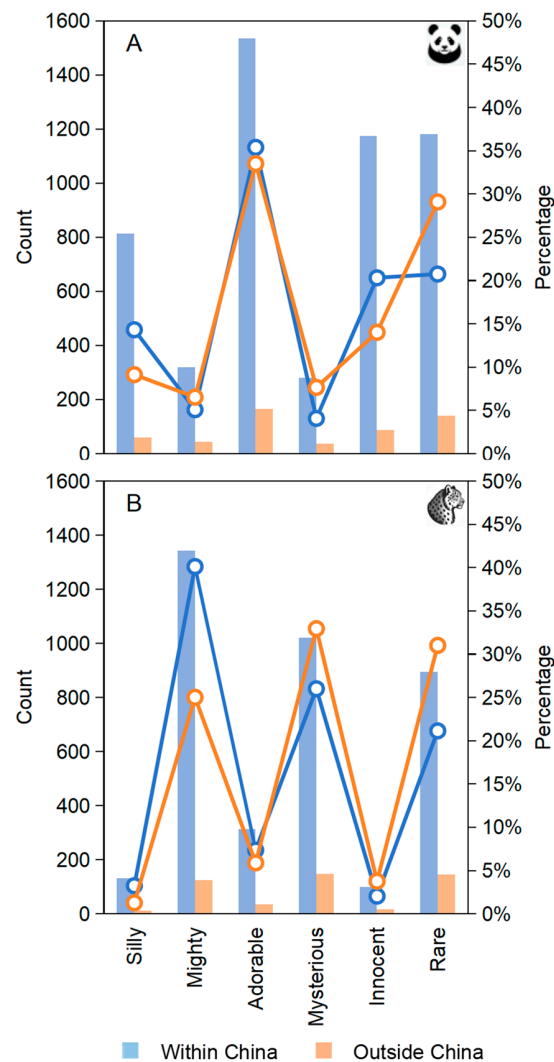 A
1600
1400
1200
1000
800
600
400
200
0
Count
50%
45%
40%
35%
30%
25%
20%
15%
10%
5%
0%
Percentage
B
1600
1400
1200
1000
800
600
400
200
0
Count
50%
45%
40%
35%
30%
25%
20%
15%
10%
5%
0%
Percentage
Silly
Mighty
Adorable
Mysterious
Innocent
Rare
Within China
Outside China